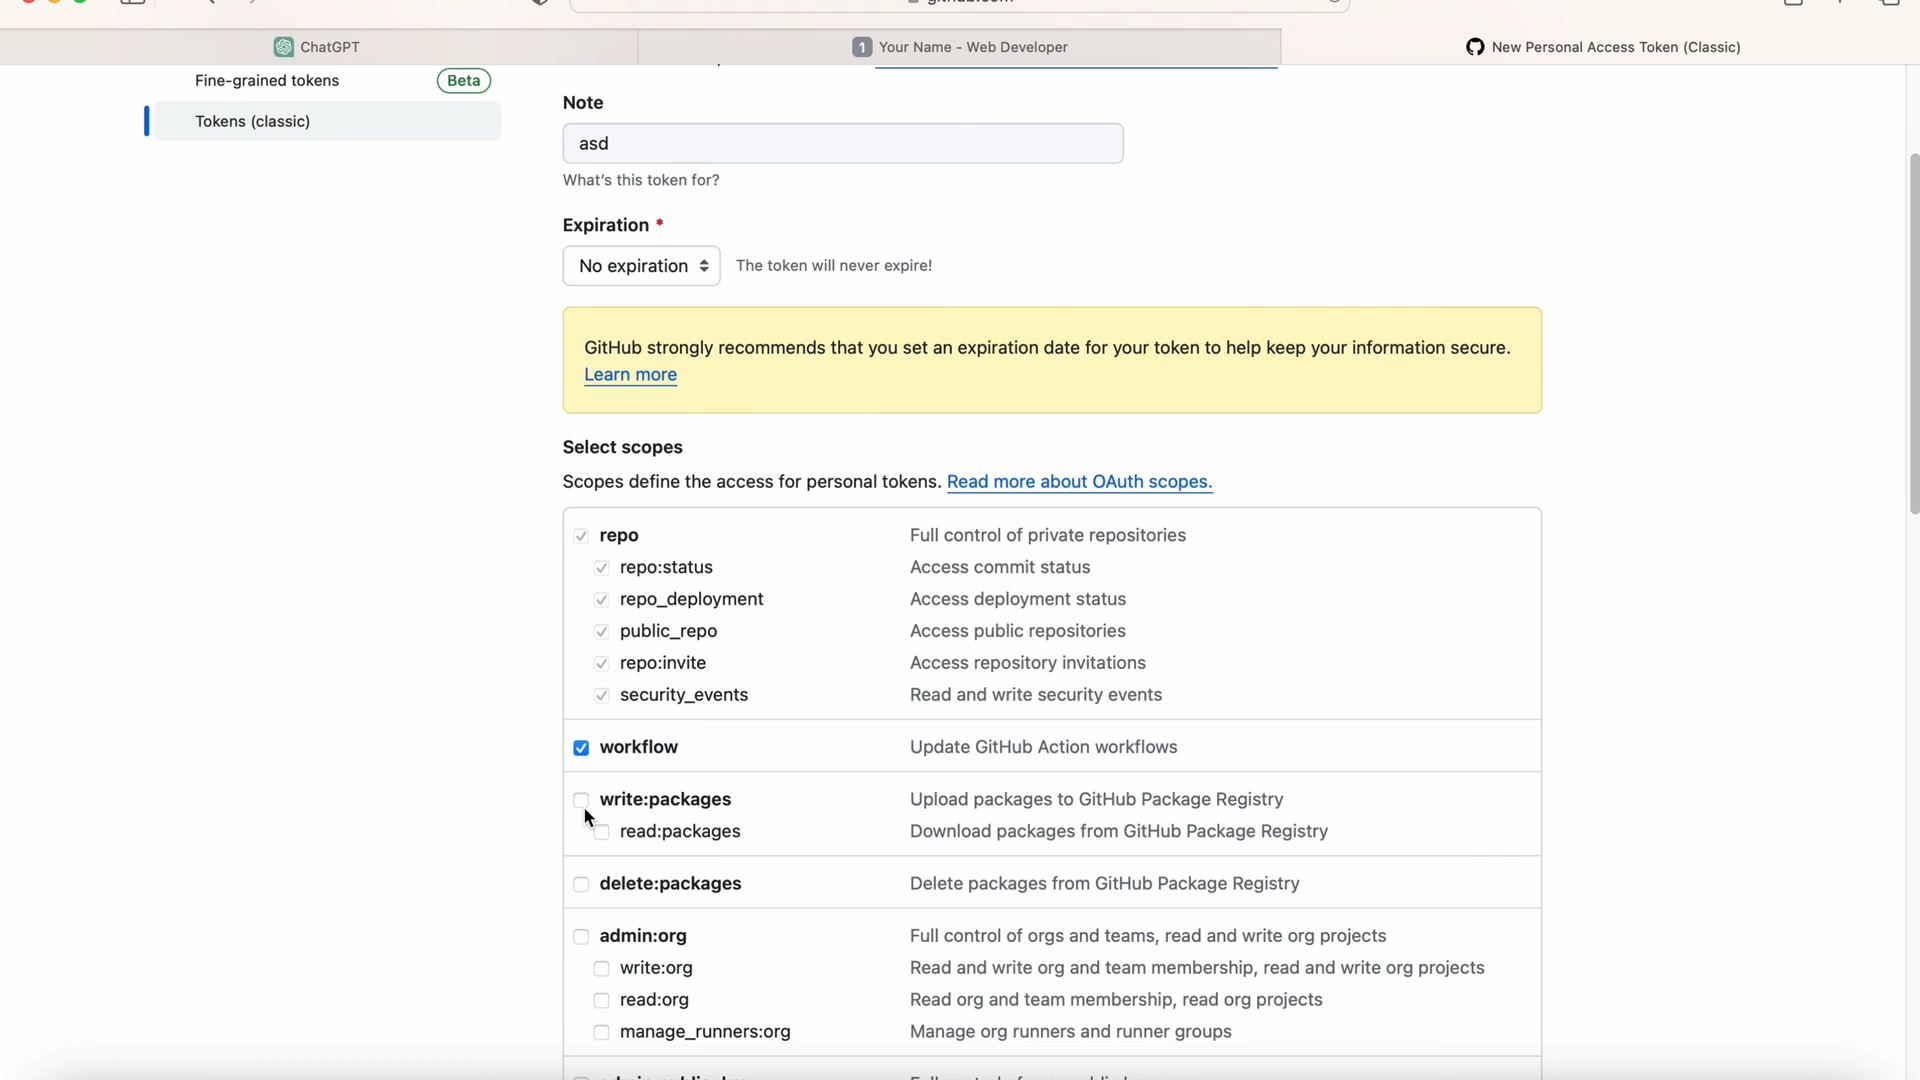 ChatGPT
1 Your Name - Web Developer
New Personal Access Token (Classic)
Fine-grained tokens Beta
Tokens (classic)
Note
asd
What's this token for?
Expiration *
No expiration The token will never expire!
GitHub strongly recommends that you set an expiration date for your token to help keep your information secure.
Learn more
Select scopes
Scopes define the access for personal tokens. Read more about OAuth scopes.
repo Full control of private repositories
repo:status Access commit status
repo_deployment Access deployment status
public_repo Access public repositories
repo:invite Access repository invitations
security_events Read and write security events
workflow Update GitHub Action workflows
write:packages Upload packages to GitHub Package Registry
read:packages Download packages from GitHub Package Registry
delete:packages Delete packages from GitHub Package Registry
admin:org Full control of orgs and teams, read and write org projects
write:org Read and write org and team membership, read and write org projects
read:org Read org and team membership, read org projects
manage_runners:org Manage org runners and runner groups